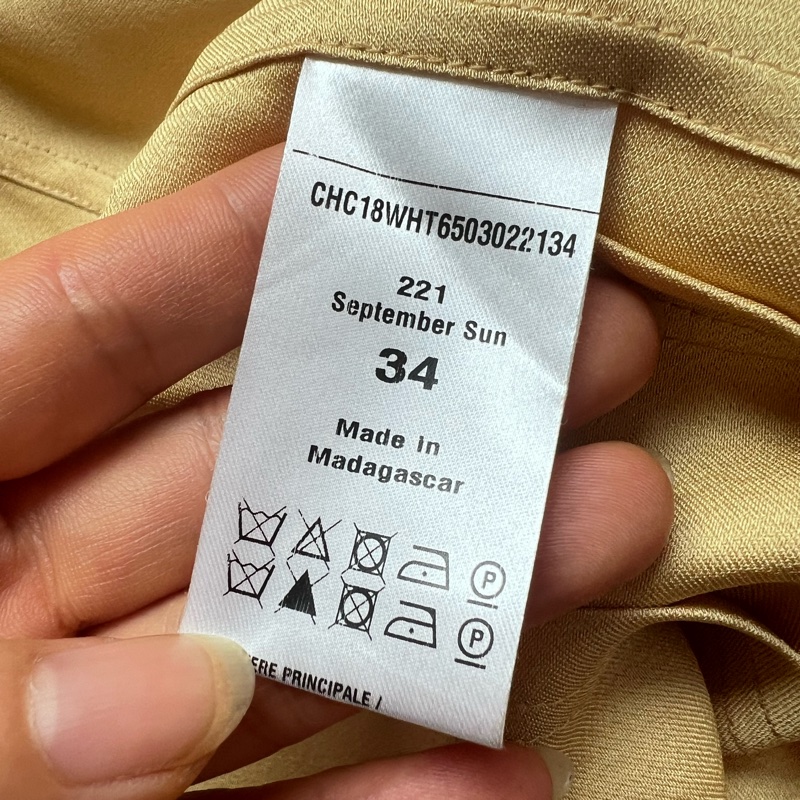 CHC18WHT6503022134
221
September Sun
34
Made in
Madagascar
P
P
PRINCIPALE /